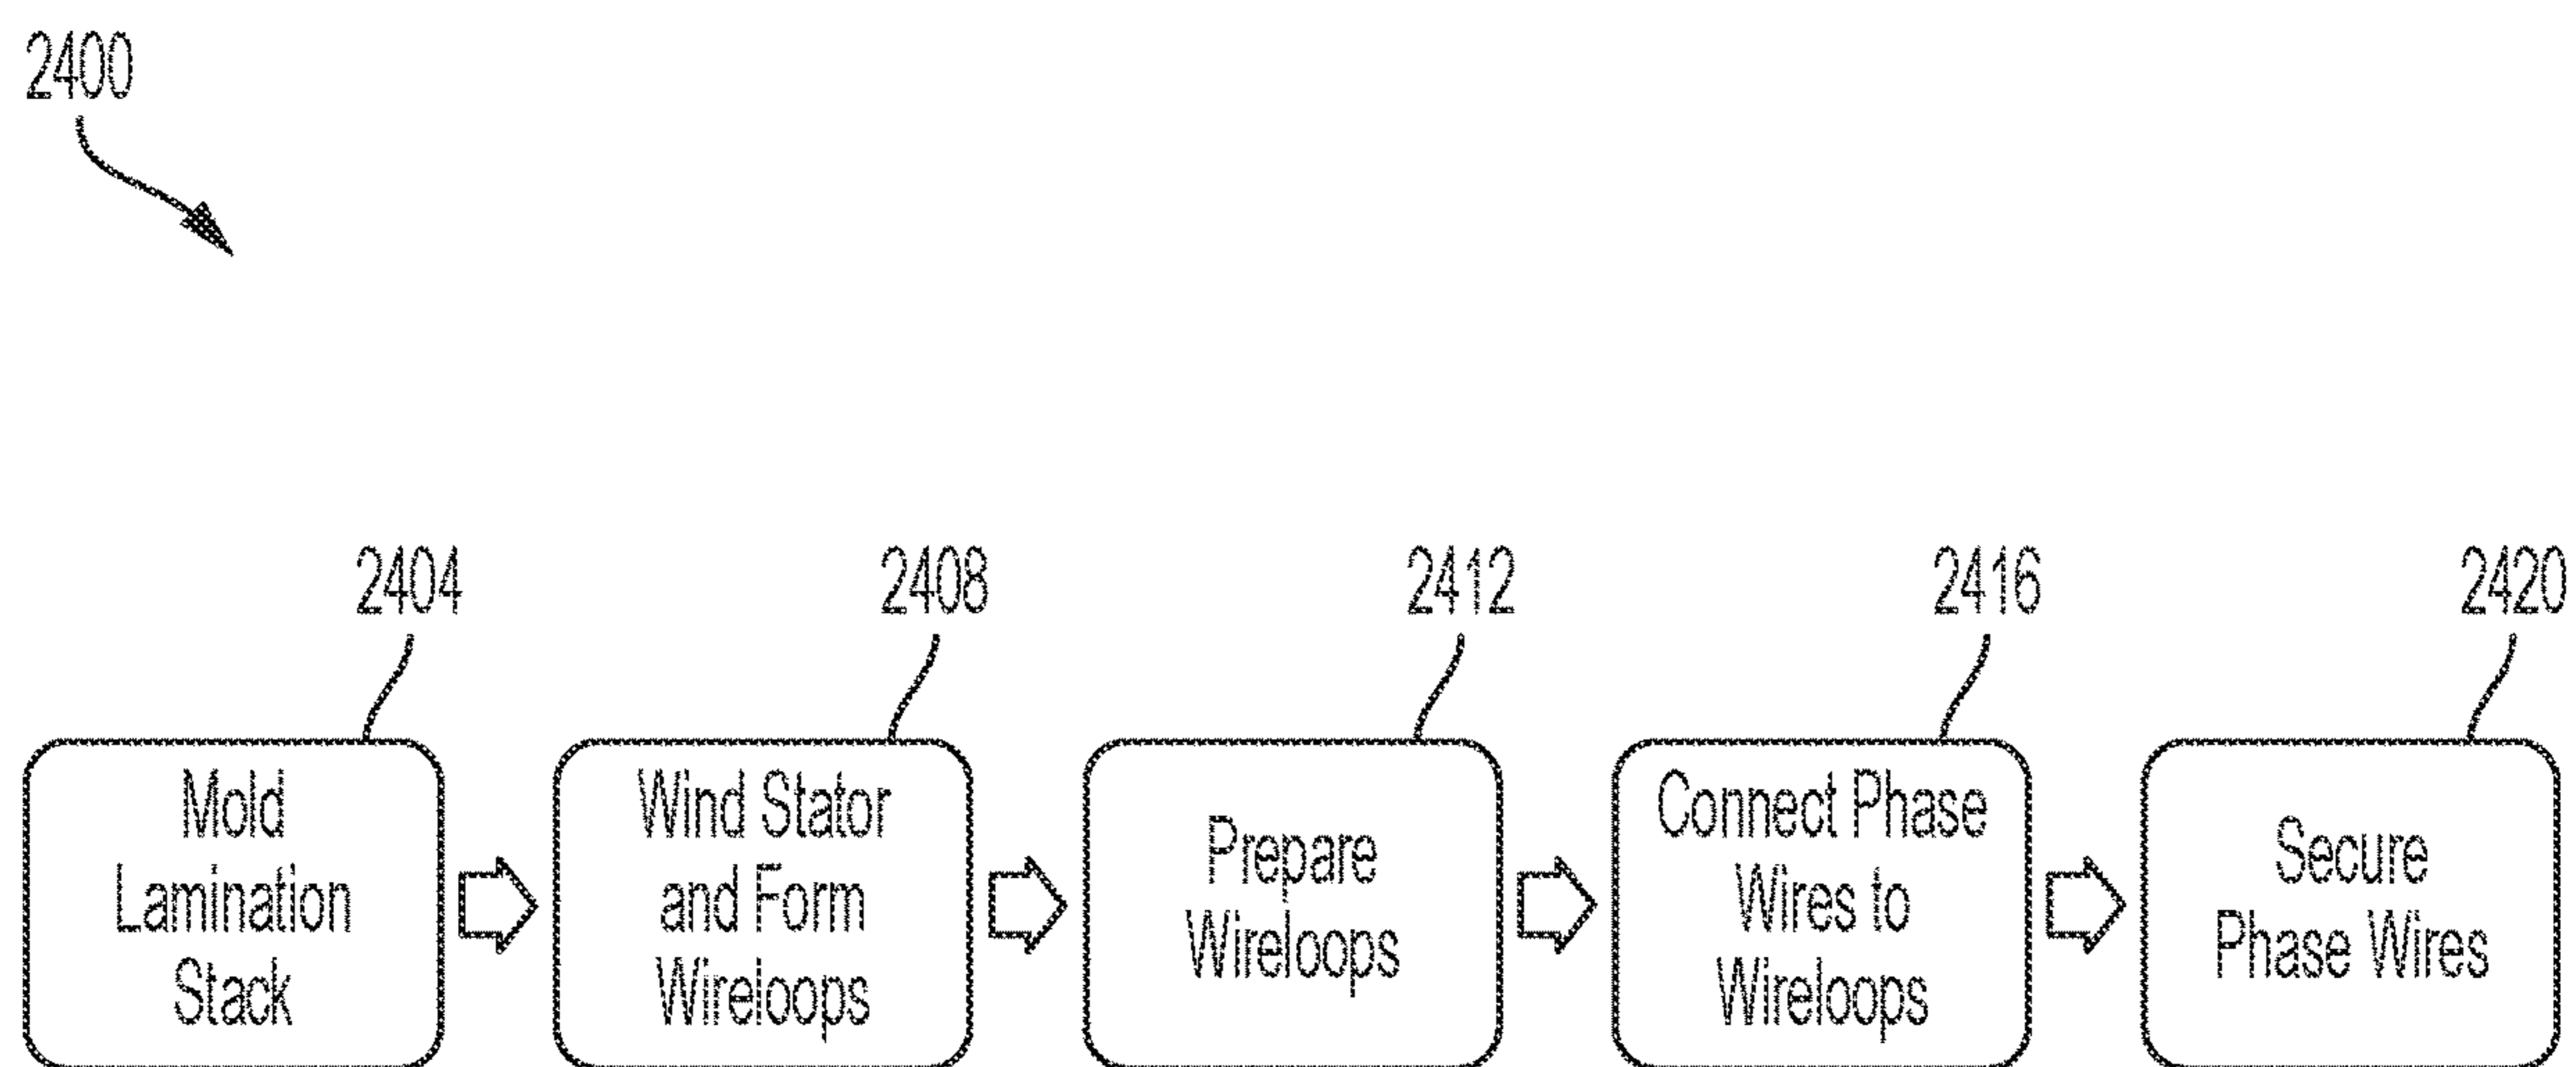 2400
2404
2408
2412
2416
2420
Mold
Lamination
Stack
Wind Stator
and Form
Wireloops
Prepare
Wireloops
Connect Phase
Wires to
Wireloops
Secure
Phase Wires